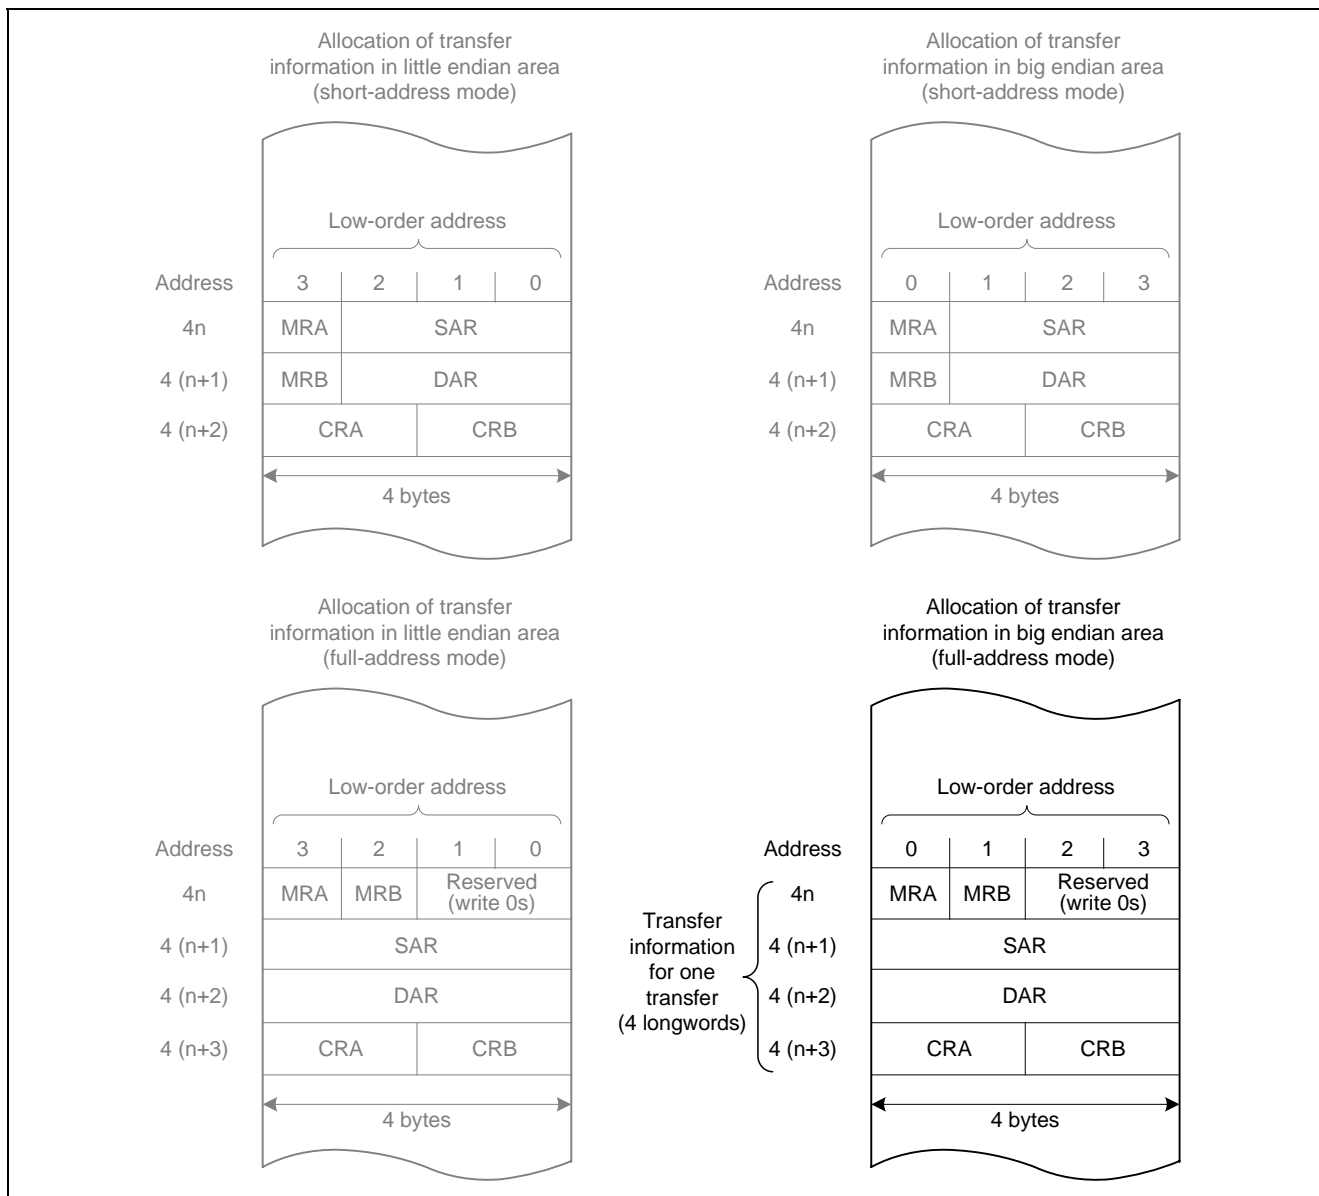 Allocation of transfer
information in little endian area
(short-address mode)
Low-order address
Address 3 2 1 0
4n MRA SAR
4 (n+1) MRB DAR
4 (n+2) CRA CRB
4 bytes
Allocation of transfer
information in big endian area
(short-address mode)
Low-order address
Address 0 1 2 3
4n MRA SAR
4 (n+1) MRB DAR
4 (n+2) CRA CRB
4 bytes
Allocation of transfer
information in little endian area
(full-address mode)
Low-order address
Address 3 2 1 0
4n MRA MRB Reserved
(write 0s)
4 (n+1) SAR
4 (n+2) DAR
4 (n+3) CRA CRB
4 bytes
Allocation of transfer
information in big endian area
(full-address mode)
Low-order address
Transfer
information
for one
transfer
(4 longwords)
Address 0 1 2 3
4n MRA MRB Reserved
(write 0s)
4 (n+1) SAR
4 (n+2) DAR
4 (n+3) CRA CRB
4 bytes